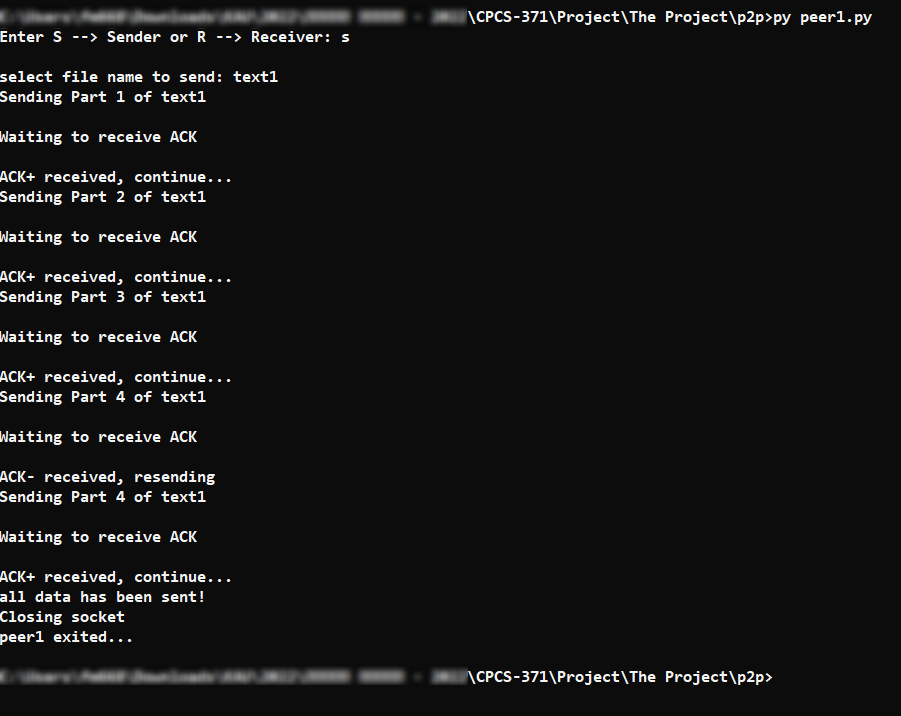 \CPCS-371\Project\The Project\p2p>py peer1.py
Enter S --> Sender or R --> Receiver: s
select file name to send: text1
Sending Part 1 of text1
Waiting to receive ACK
ACK+ received, continue...
Sending Part 2 of text1
Waiting to receive ACK
ACK+ received, continue...
Sending Part 3 of text1
Waiting to receive ACK
ACK+ received, continue...
Sending Part 4 of text1
Waiting to receive ACK
ACK- received, resending
Sending Part 4 of text1
Waiting to receive ACK
ACK+ received, continue...
all data has been sent!
Closing socket
peer1 exited...
\CPCS-371\Project\The Project\p2p>